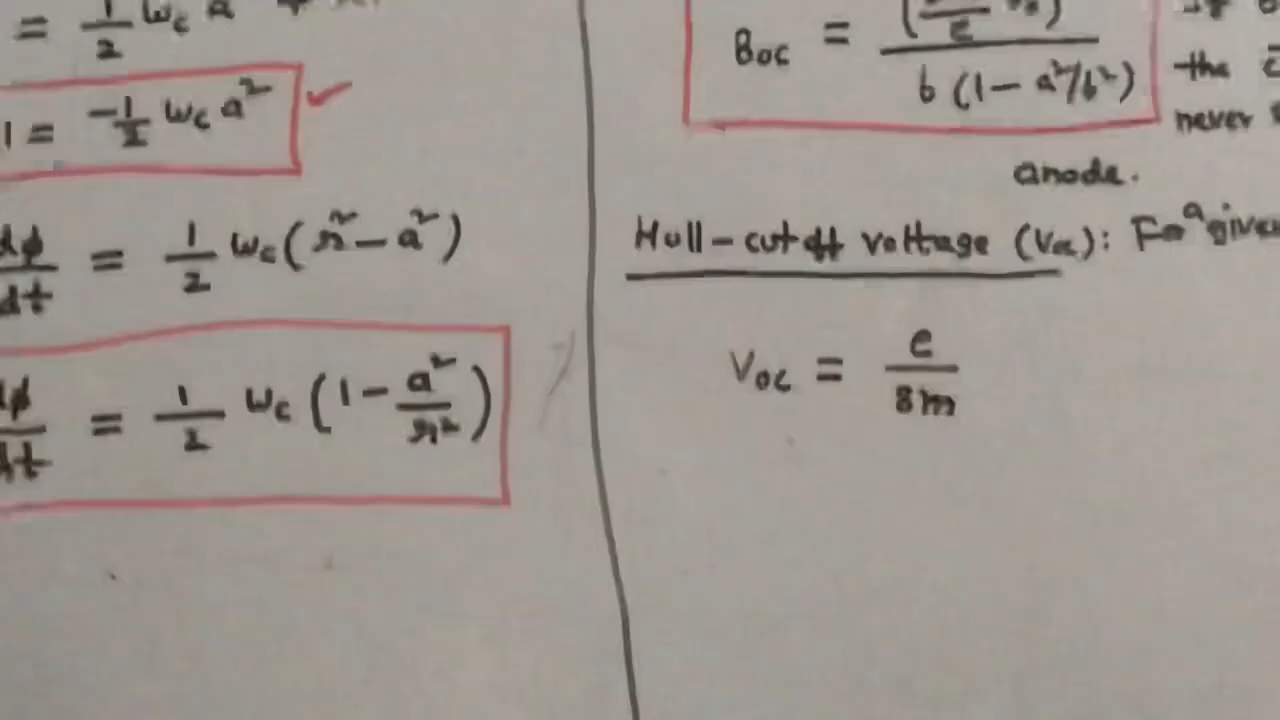 = 1/2 ωc a
1 = -1/2 ωc a²
dφ/dt = 1/2 ωc (r² - a²)
dφ/dt = 1/2 ωc (1 - a²/r²)
Boc = / b (1 - a²/b²)
the
never
anode.
Hull-cutoff voltage (Voc): For a given
Voc = e/8m